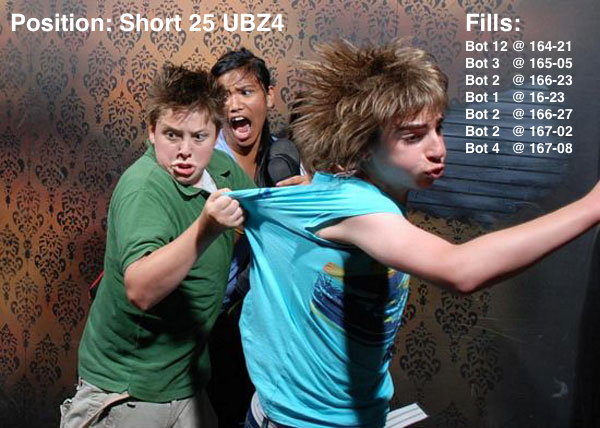 Position: Short 25 UBZ4
Fills:
Bot 12 @ 164-21
Bot 3 @ 165-05
Bot 2 @ 166-23
Bot 1 @ 16-23
Bot 2 @ 166-27
Bot 2 @ 167-02
Bot 4 @ 167-08